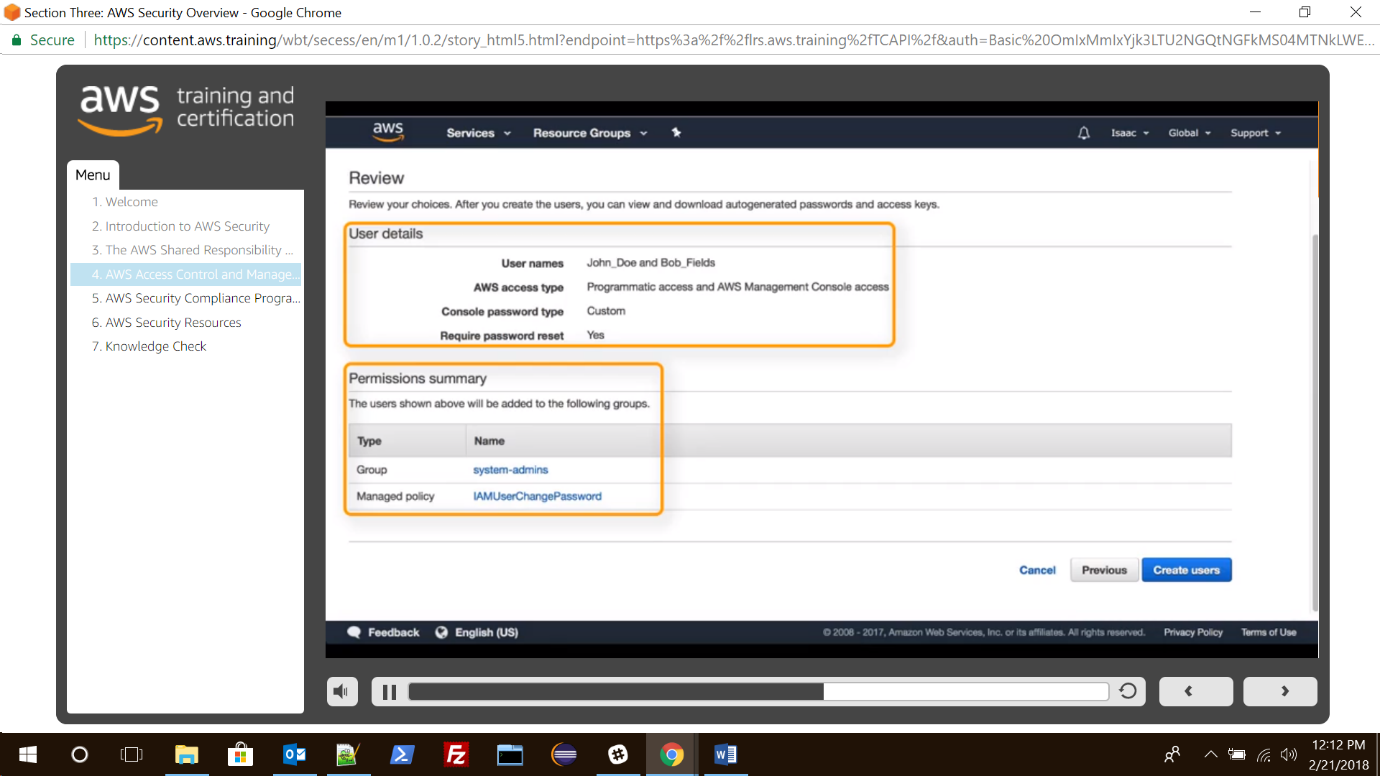 Section Three: AWS Security Overview - Google Chrome
Secure https://content.aws.training/wbt/secess/en/m1/1.0.2/story_html5.html?endpoint=https%3a%2f%2flrs.aws.training%2fTCAPI%2f&auth=Basic%20OmIxMmIxYjk3LTU2NGQtNGFkMS04MTNkLWE...
aws training and
certification
Menu
1. Welcome
2. Introduction to AWS Security
3. The AWS Shared Responsibility ...
4. AWS Access Control and Manage...
5. AWS Security Compliance Progra...
6. AWS Security Resources
7. Knowledge Check
aws Services Resource Groups Isaac Global Support
Review
Review your choices. After you create the users, you can view and download autogenerated passwords and access keys.
User details
User names John_Doe and Bob_Fields
AWS access type Programmatic access and AWS Management Console access
Console password type Custom
Require password reset Yes
Permissions summary
The users shown above will be added to the following groups.
Type Name
Group system-admins
Managed policy IAMUserChangePassword
Cancel Previous Create users
Feedback English (US) © 2008 - 2017, Amazon Web Services, Inc. or its affiliates. All rights reserved. Privacy Policy Terms of Use
12:12 PM
2/21/2018